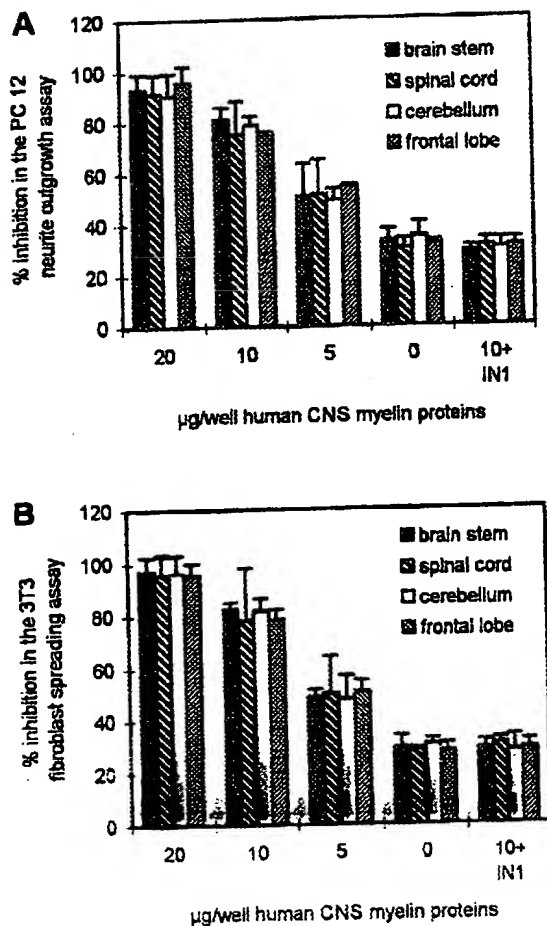 A
% inhibition in the PC 12
neurite outgrowth assay
120
100
80
60
40
20
0
brain stem
spinal cord
cerebellum
frontal lobe
20 10 5 0 10+
IN1
µg/well human CNS myelin proteins
B
% inhibition in the 3T3
fibroblast spreading assay
120
100
80
60
40
20
0
brain stem
spinal cord
cerebellum
frontal lobe
20 10 5 0 10+
IN1
µg/well human CNS myelin proteins